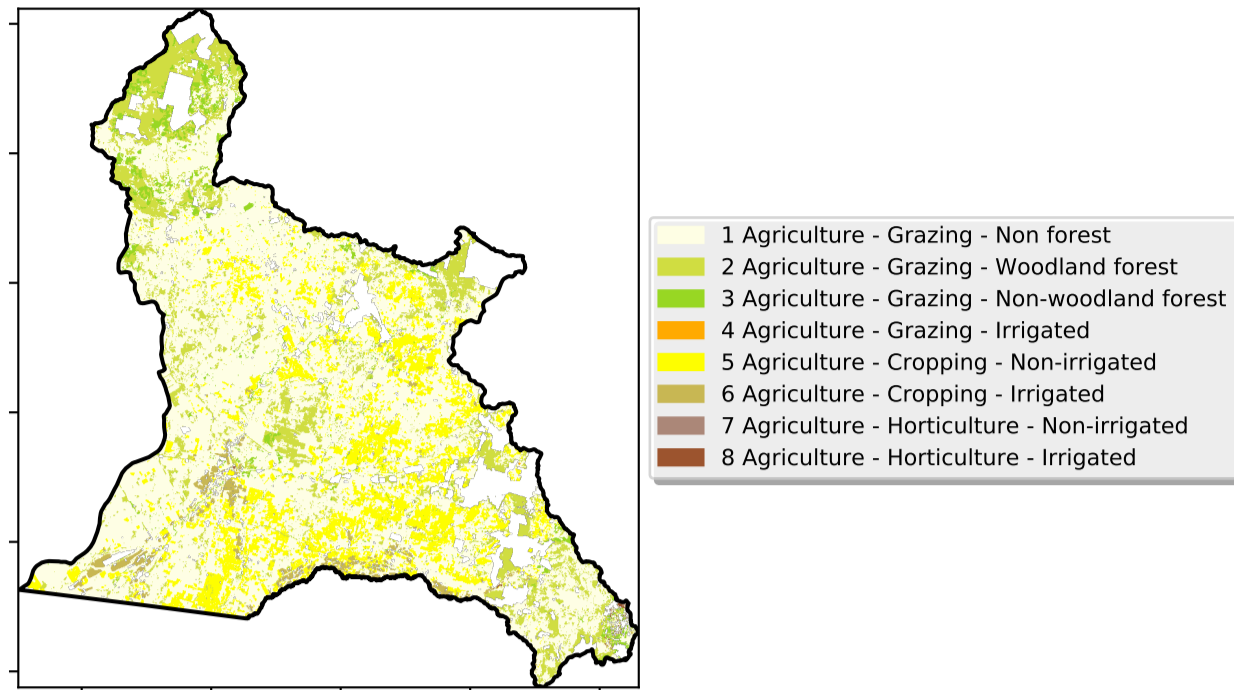 1 Agriculture - Grazing - Non forest
2 Agriculture - Grazing - Woodland forest
3 Agriculture - Grazing - Non-woodland forest
4 Agriculture - Grazing - Irrigated
5 Agriculture - Cropping - Non-irrigated
6 Agriculture - Cropping - Irrigated
7 Agriculture - Horticulture - Non-irrigated
8 Agriculture - Horticulture - Irrigated